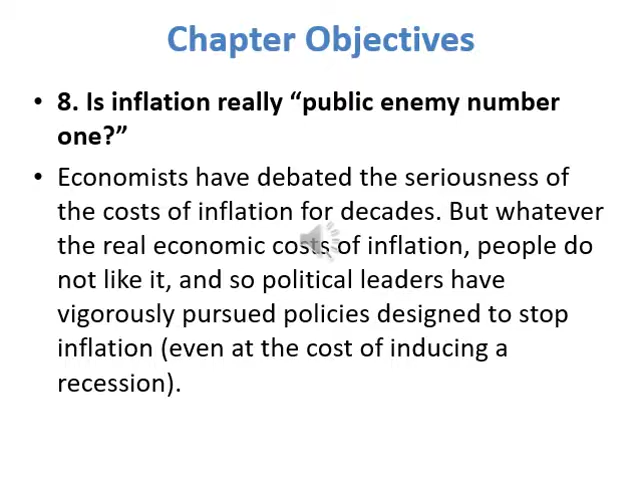 Chapter Objectives
• 8. Is inflation really “public enemy number
one?”
• Economists have debated the seriousness of
the costs of inflation for decades. But whatever
the real economic costs of inflation, people do
not like it, and so political leaders have
vigorously pursued policies designed to stop
inflation (even at the cost of inducing a
recession).